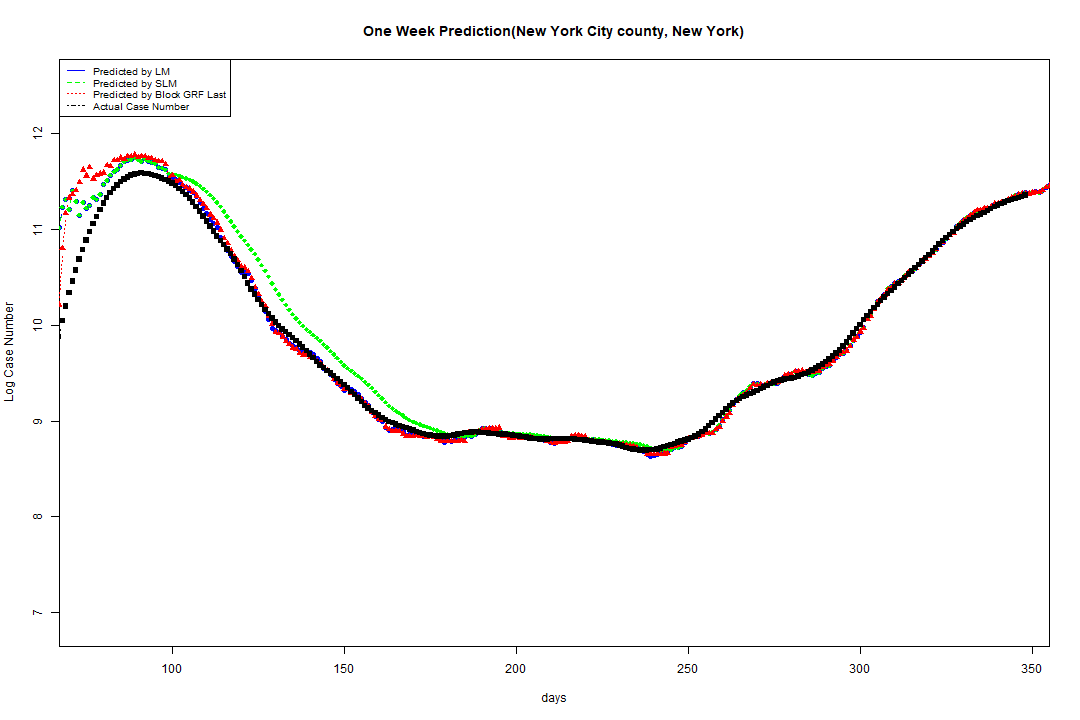 One Week Prediction(New York City county, New York)
Predicted by LM
Predicted by SLM
Predicted by Block GRF Last
Actual Case Number
12
11
10
9
8
7
Log Case Number
100 150 200 250 300 350
days